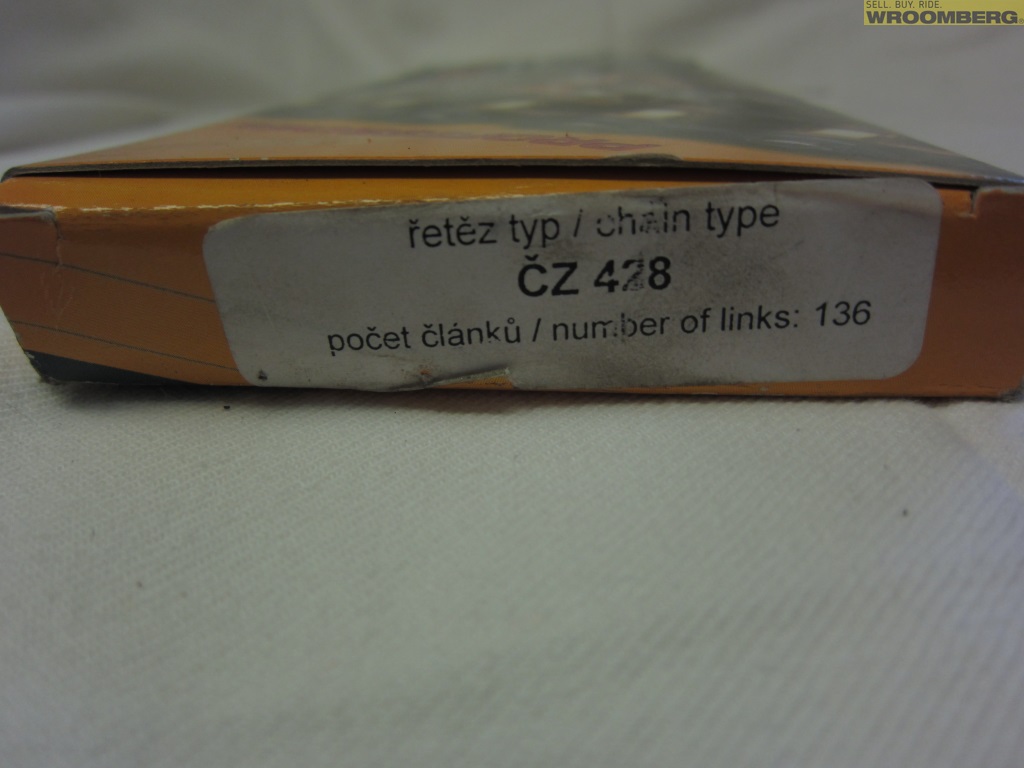 SELL. BUY. RIDE.
WROOMBERG
řetěz typ / chain type
ČZ 428
počet článků / number of links: 136